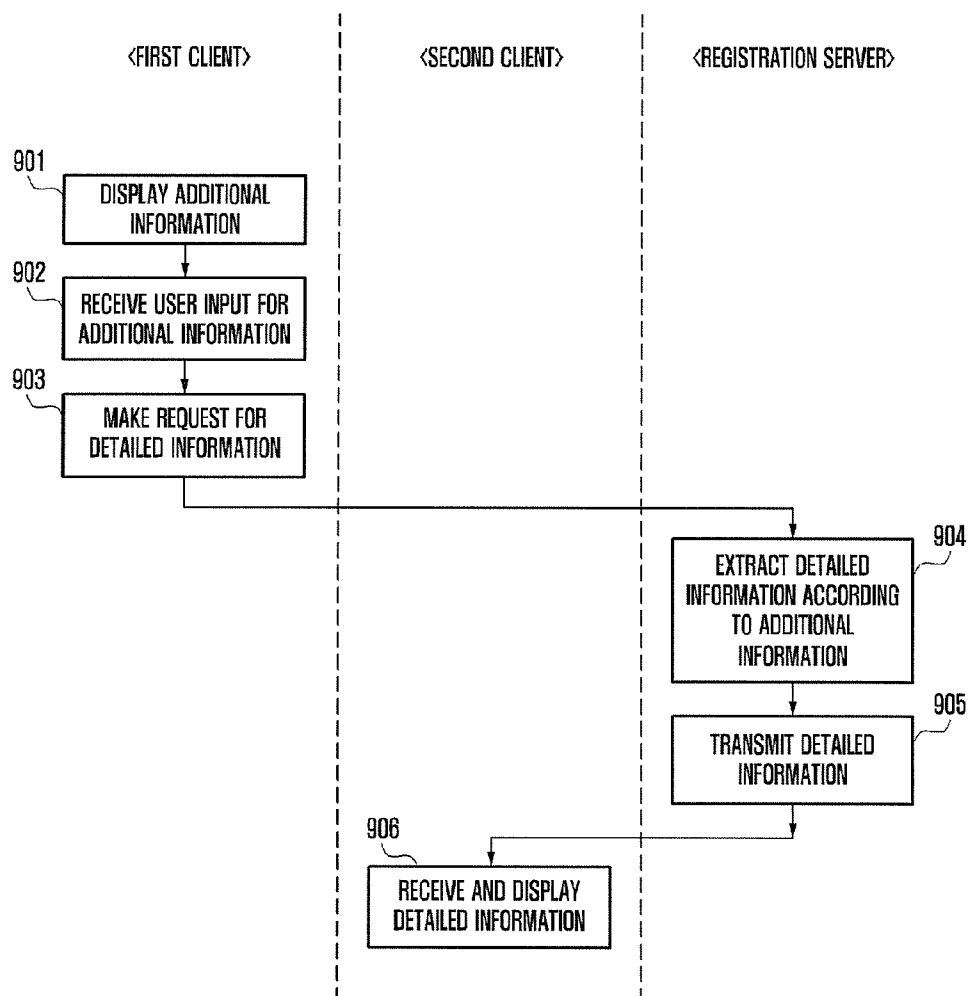 <FIRST CLIENT>
<SECOND CLIENT>
<REGISTRATION SERVER>
901
DISPLAY ADDITIONAL
INFORMATION
902
RECEIVE USER INPUT FOR
ADDITIONAL INFORMATION
903
MAKE REQUEST FOR
DETAILED INFORMATION
904
EXTRACT DETAILED
INFORMATION ACCORDING
TO ADDITIONAL
INFORMATION
905
TRANSMIT DETAILED
INFORMATION
906
RECEIVE AND DISPLAY
DETAILED INFORMATION